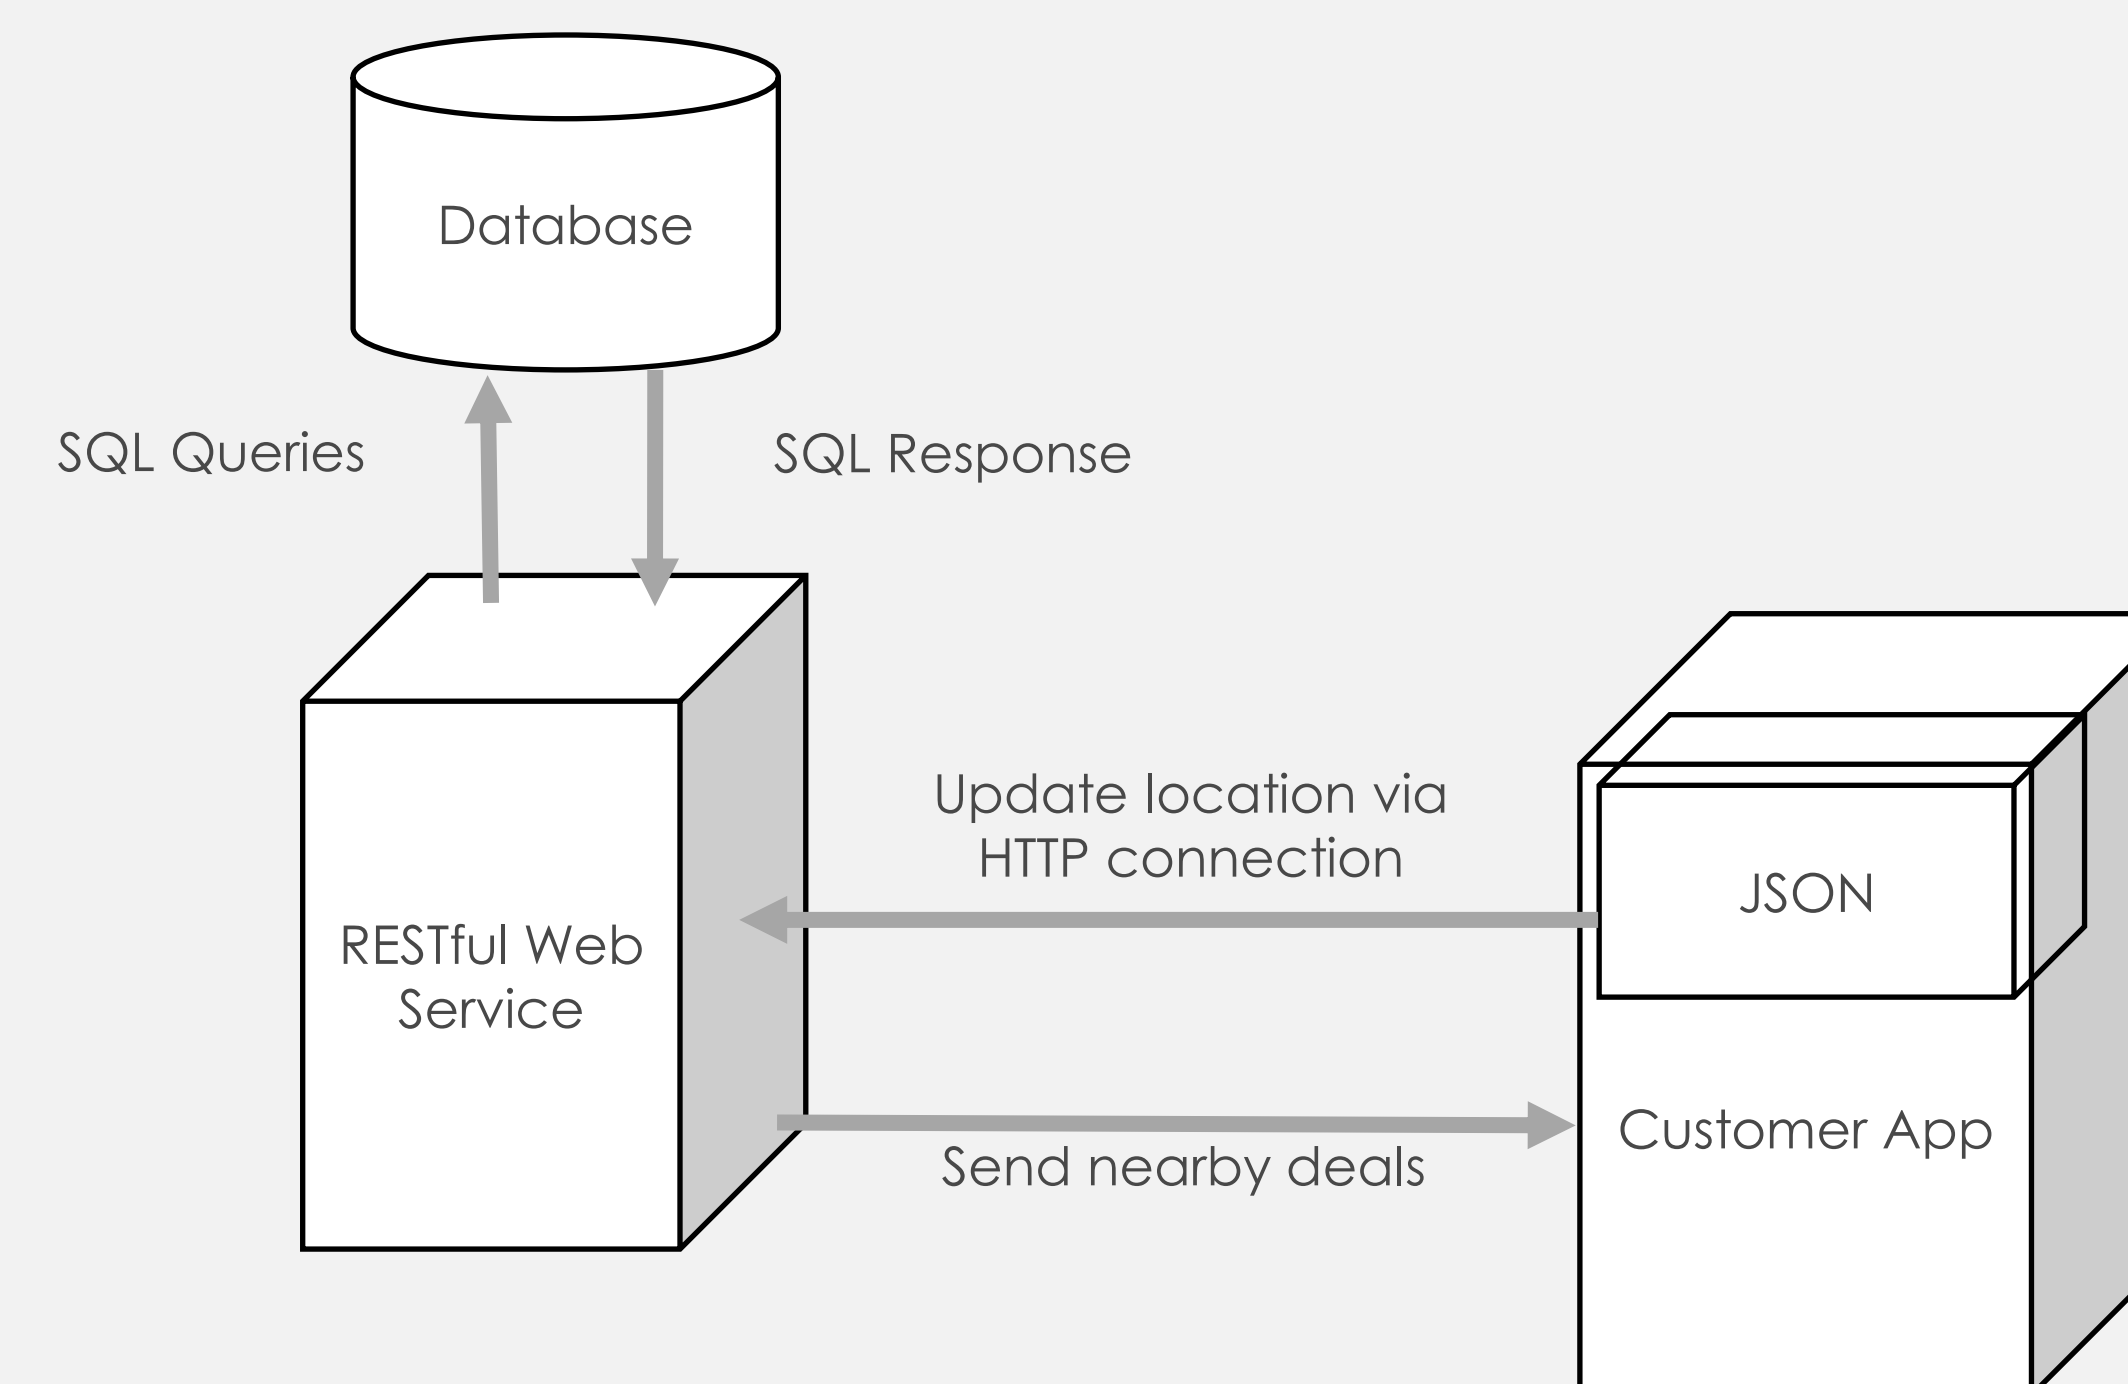 Database
SQL Queries
SQL Response
Update location via
HTTP connection
JSON
RESTful Web
Service
Customer App
Send nearby deals